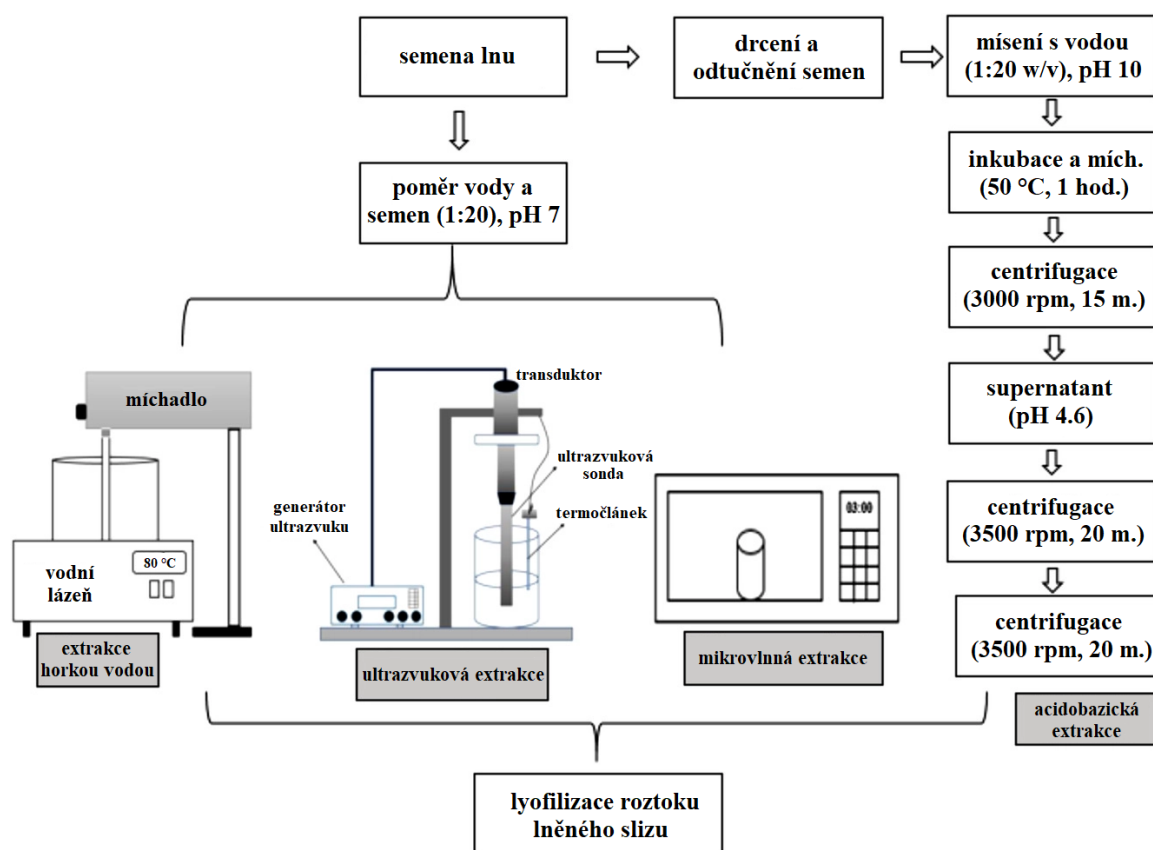 semena lnu
drcení a
odtučnění semen
mísení s vodou
(1:20 w/v), pH 10
poměr vody a
semen (1:20), pH 7
inkubace a mích.
(50 °C, 1 hod.)
centrifugace
(3000 rpm, 15 m.)
supernatant
(pH 4.6)
centrifugace
(3500 rpm, 20 m.)
centrifugace
(3500 rpm, 20 m.)
acidobazická
extrakce
míchadlo
80 °C
vodní
lázeň
extrakce
horkou vodou
transduktor
ultrazvuková
sonda
termočlánek
generátor
ultrazvuku
ultrazvuková extrakce
03:00
mikrovlnná extrakce
lyofilizace roztoku
lněného slizu